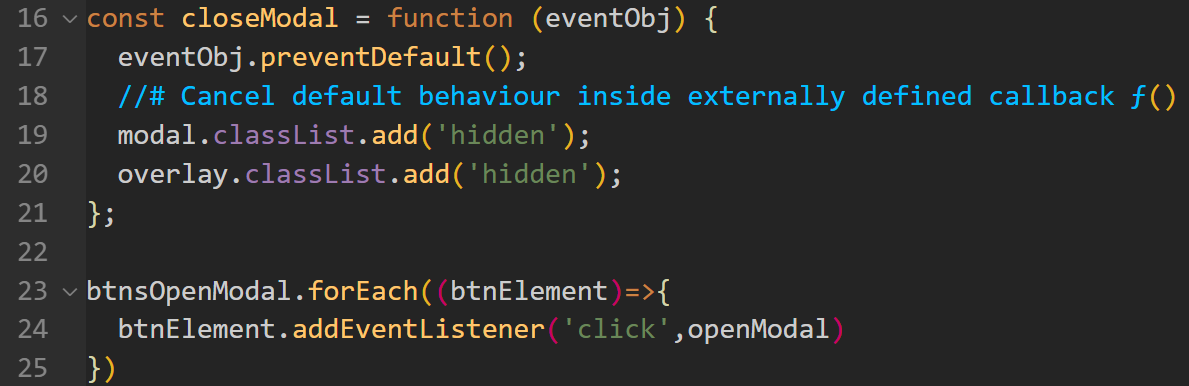 16 const closeModal = function (eventObj) {
17 eventObj.preventDefault();
18 //# Cancel default behaviour inside externally defined callback ƒ()
19 modal.classList.add('hidden');
20 overlay.classList.add('hidden');
21 };
22
23 btnsOpenModal.forEach((btnElement)=>{
24 btnElement.addEventListener('click',openModal)
25 })